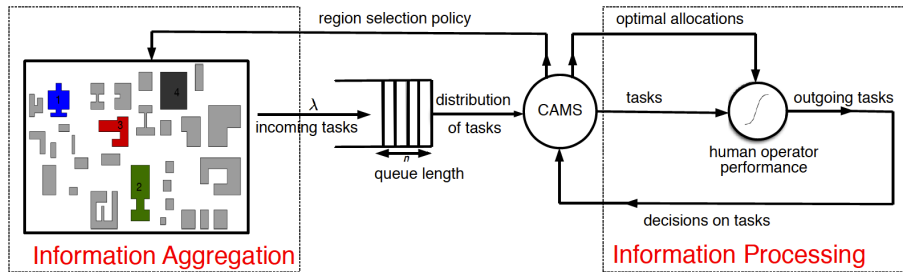 region selection policy
optimal allocations
1
4
3
2
λ
incoming tasks
n
queue length
distribution
of tasks
CAMS
tasks
outgoing tasks
human operator
performance
decisions on tasks
Information Aggregation
Information Processing